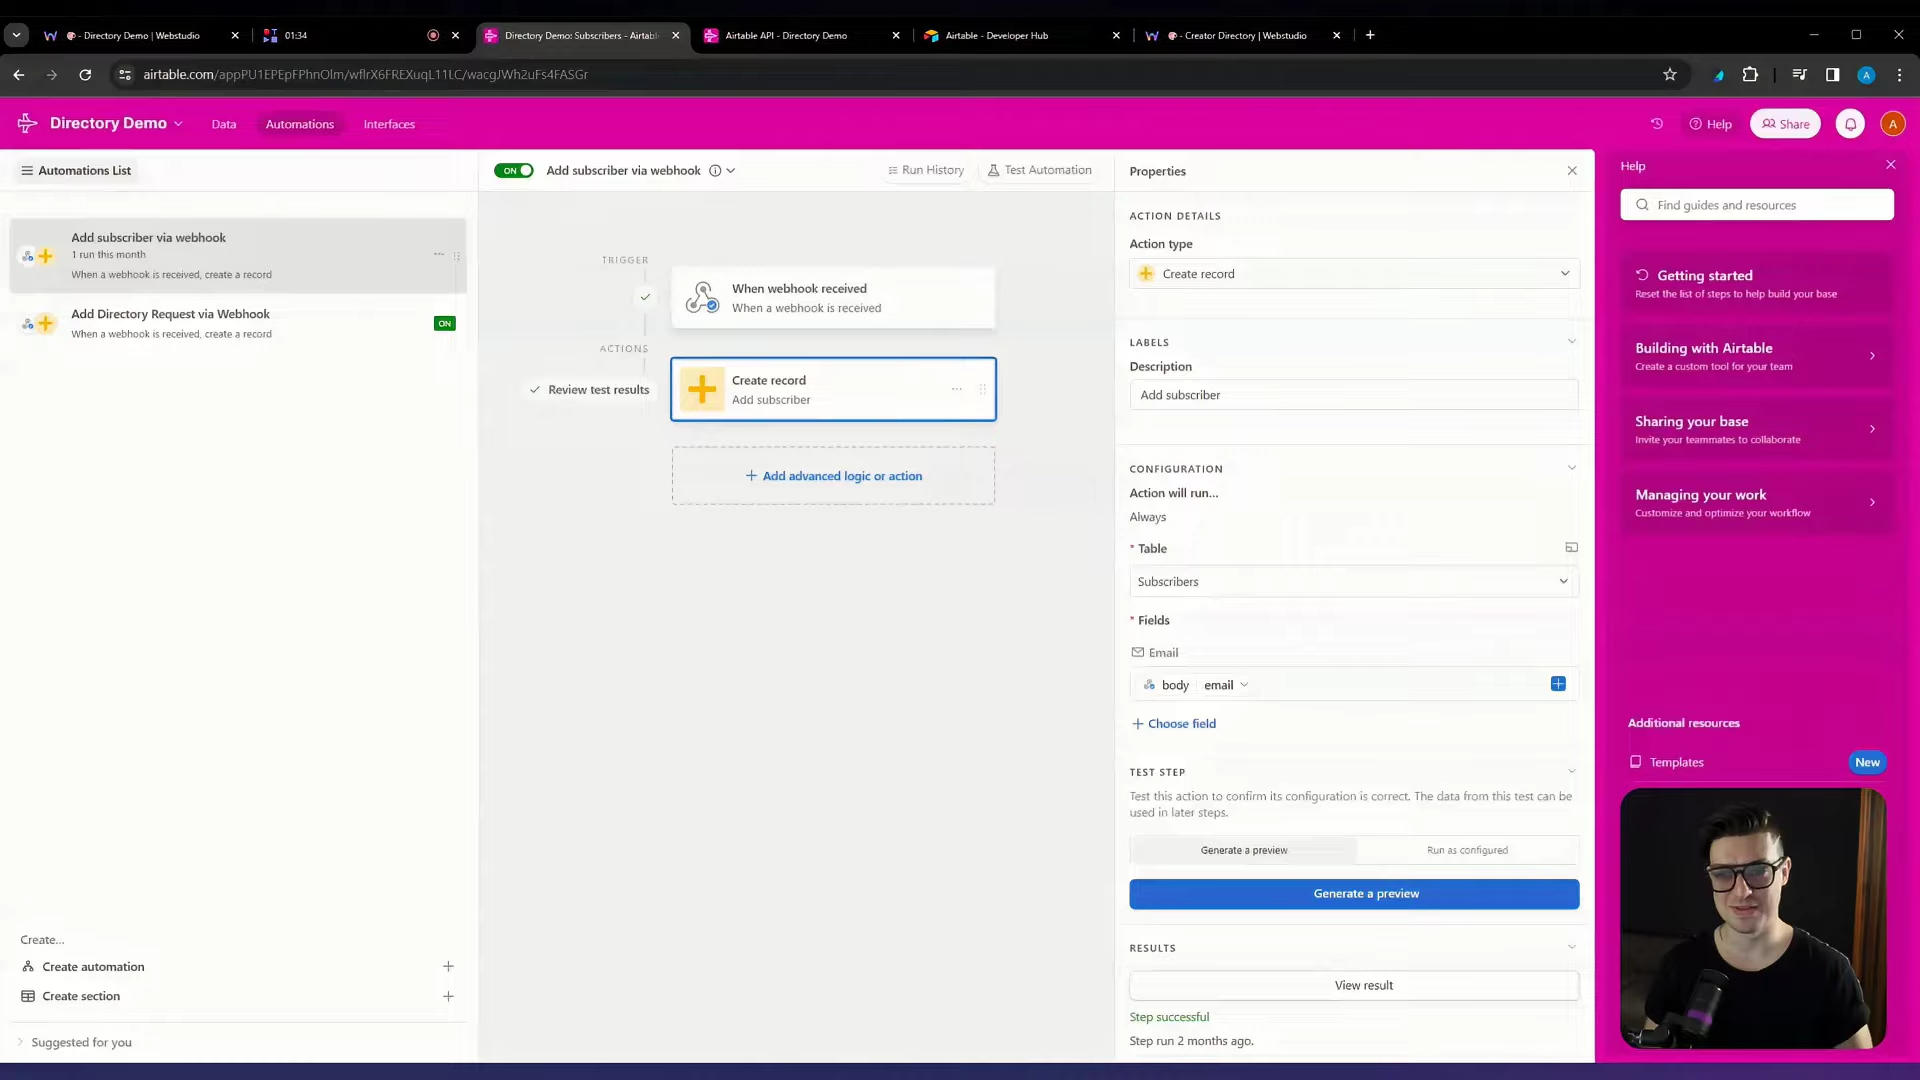 - Directory Demo | Webstudio
01:34
Directory Demo: Subscribers - Airtabl
Airtable API - Directory Demo
Airtable - Developer Hub
- Creator Directory | Webstudio
airtable.com/appPU1EPEpFPhnOlm/wflrX6FREXuqL11LC/wacgJWh2uFs4FASGr
A
Directory Demo
Data
Automations
Interfaces
Help
Share
A
Automations List
Add subscriber via webhook
1 run this month
When a webhook is received, create a record
Add Directory Request via Webhook
When a webhook is received, create a record
ON
Create...
Create automation
Create section
Suggested for you
ON
Add subscriber via webhook
Run History
Test Automation
TRIGGER
When webhook received
When a webhook is received
ACTIONS
Review test results
Create record
Add subscriber
Add advanced logic or action
Properties
ACTION DETAILS
Action type
Create record
LABELS
Description
Add subscriber
CONFIGURATION
Action will run...
Always
* Table
Subscribers
* Fields
Email
body email
+ Choose field
TEST STEP
Test this action to confirm its configuration is correct. The data from this test can be
used in later steps.
Generate a preview
Run as configured
Generate a preview
RESULTS
View result
Step successful
Step run 2 months ago.
Help
Find guides and resources
Getting started
Reset the list of steps to help build your base
Building with Airtable
Create a custom tool for your team
Sharing your base
Invite your teammates to collaborate
Managing your work
Customize and optimize your workflow
Additional resources
Templates
New